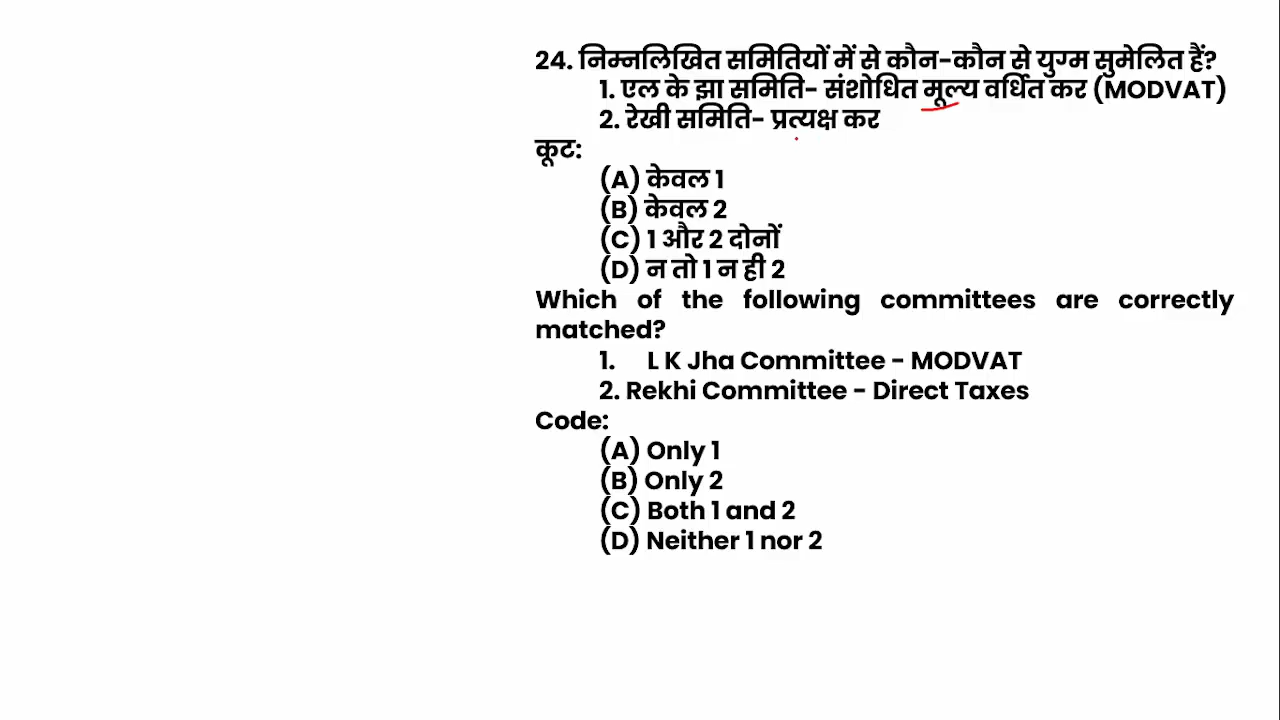 24. निम्नलिखित समितियों में से कौन-कौन से युग्म सुमेलित हैं?
1. एल के झा समिति- संशोधित मूल्य वर्धित कर (MODVAT)
2. रेखी समिति- प्रत्यक्ष कर
कूट:
(A) केवल 1
(B) केवल 2
(C) 1 और 2 दोनों
(D) न तो 1 न ही 2
Which of the following committees are correctly
matched?
1. L K Jha Committee - MODVAT
2. Rekhi Committee - Direct Taxes
Code:
(A) Only 1
(B) Only 2
(C) Both 1 and 2
(D) Neither 1 nor 2